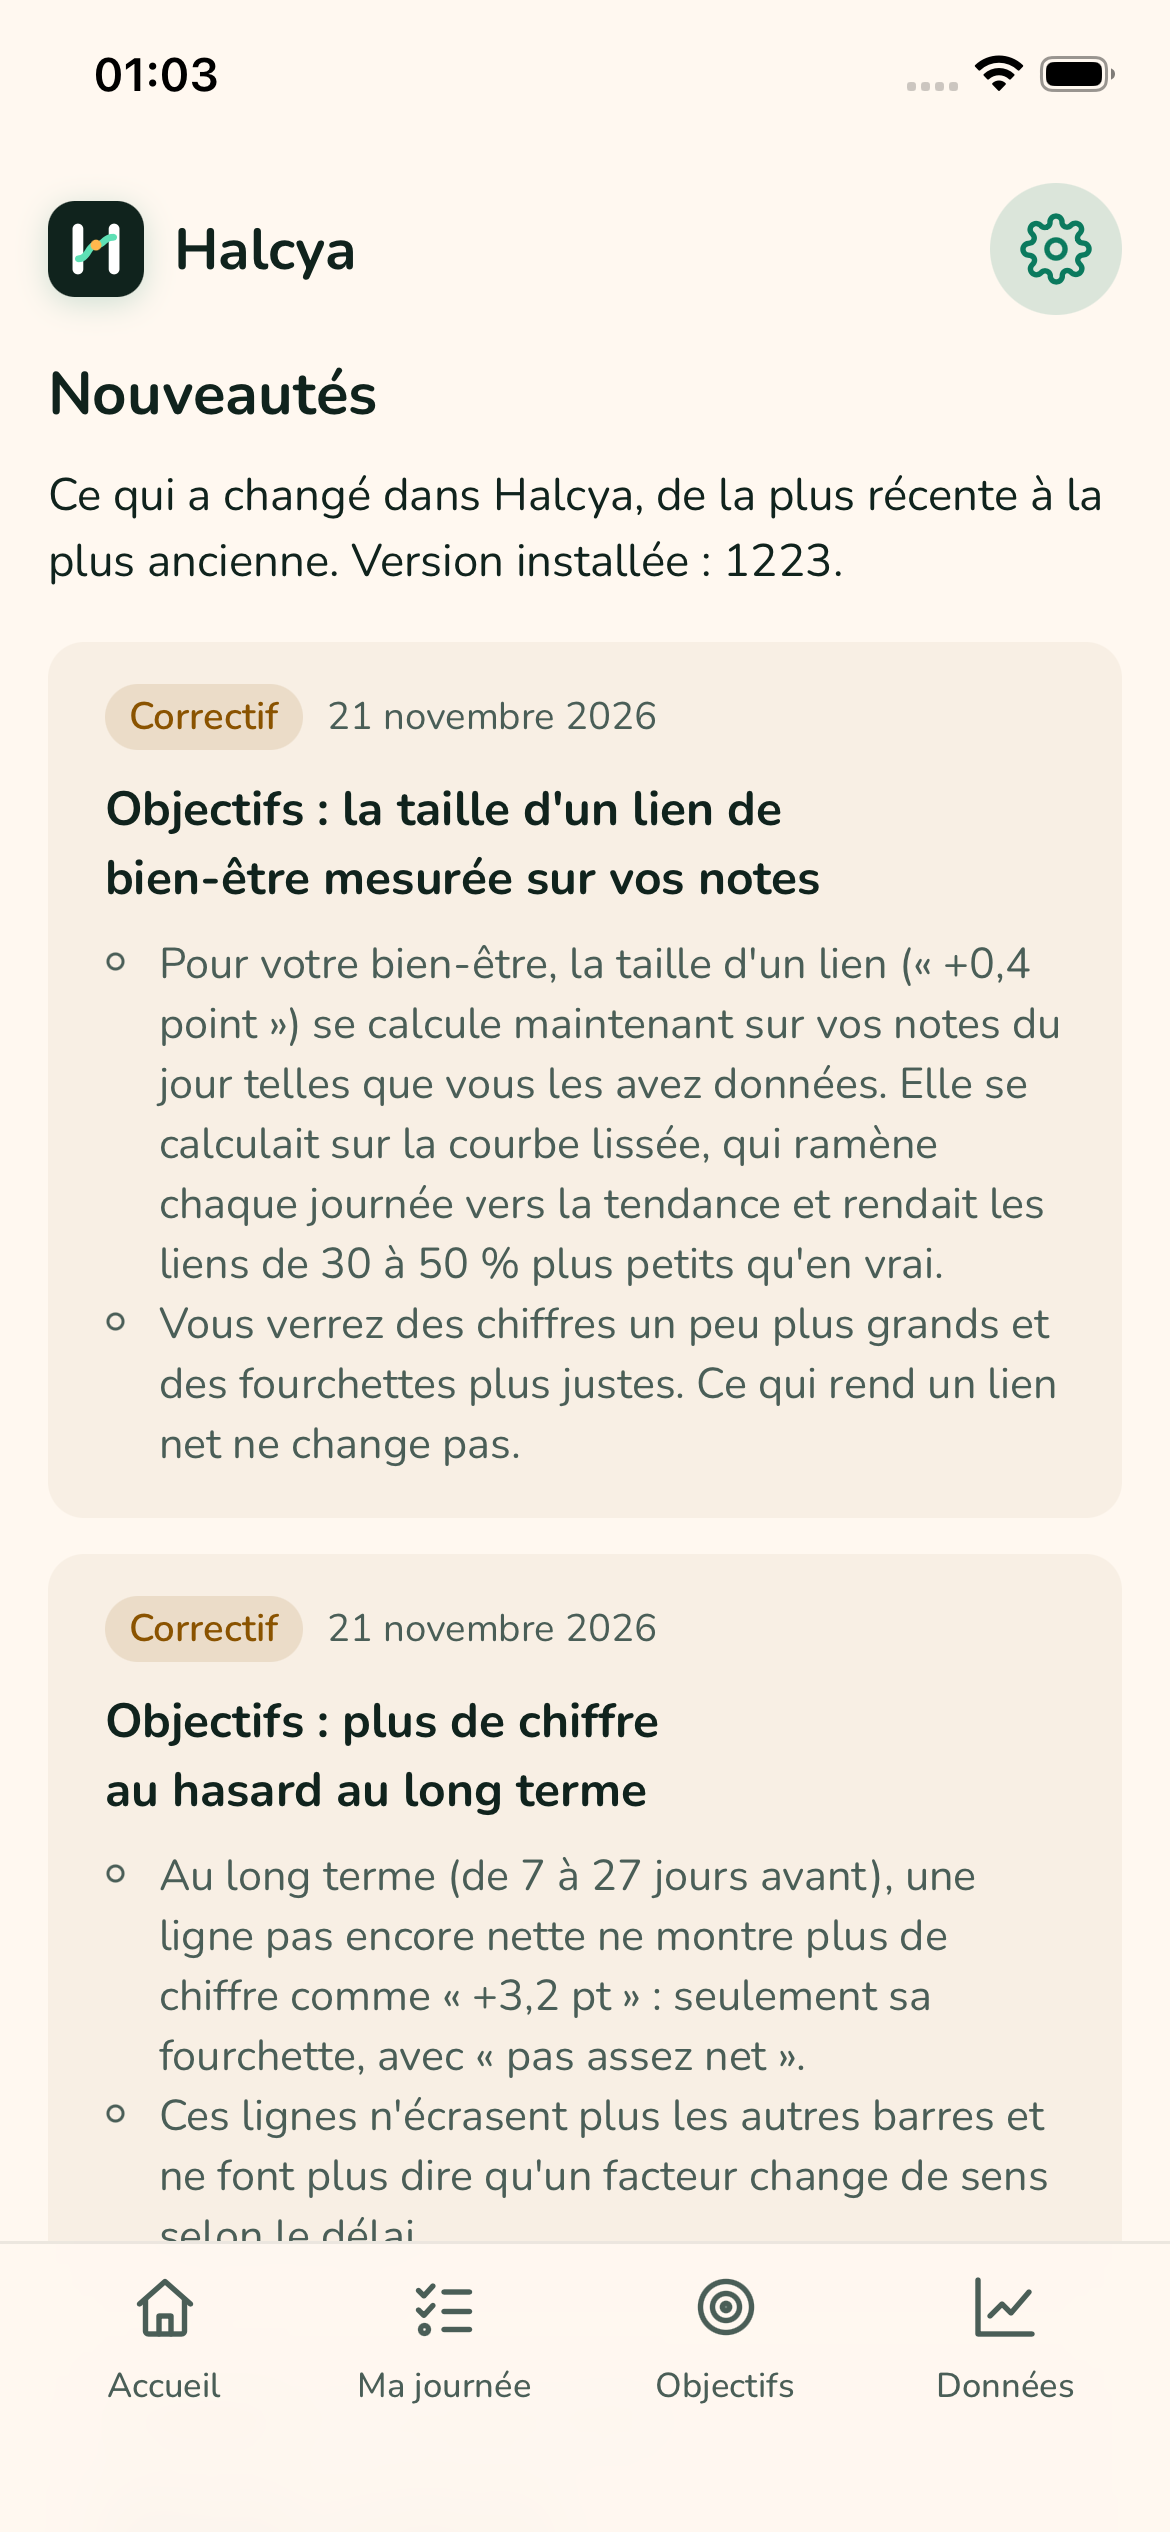 01:03
Halcya
Nouveautés
Ce qui a changé dans Halcya, de la plus récente à la
plus ancienne. Version installée : 1223.
Correctif 21 novembre 2026
Objectifs : la taille d'un lien de
bien-être mesurée sur vos notes
Pour votre bien-être, la taille d'un lien (« +0,4
point ») se calcule maintenant sur vos notes du
jour telles que vous les avez données. Elle se
calculait sur la courbe lissée, qui ramène
chaque journée vers la tendance et rendait les
liens de 30 à 50 % plus petits qu'en vrai.
Vous verrez des chiffres un peu plus grands et
des fourchettes plus justes. Ce qui rend un lien
net ne change pas.
Correctif 21 novembre 2026
Objectifs : plus de chiffre
au hasard au long terme
Au long terme (de 7 à 27 jours avant), une
ligne pas encore nette ne montre plus de
chiffre comme « +3,2 pt » : seulement sa
fourchette, avec « pas assez net ».
Ces lignes n'écrasent plus les autres barres et
ne font plus dire qu'un facteur change de sens
selon le délai
Accueil
Ma journée
Objectifs
Données